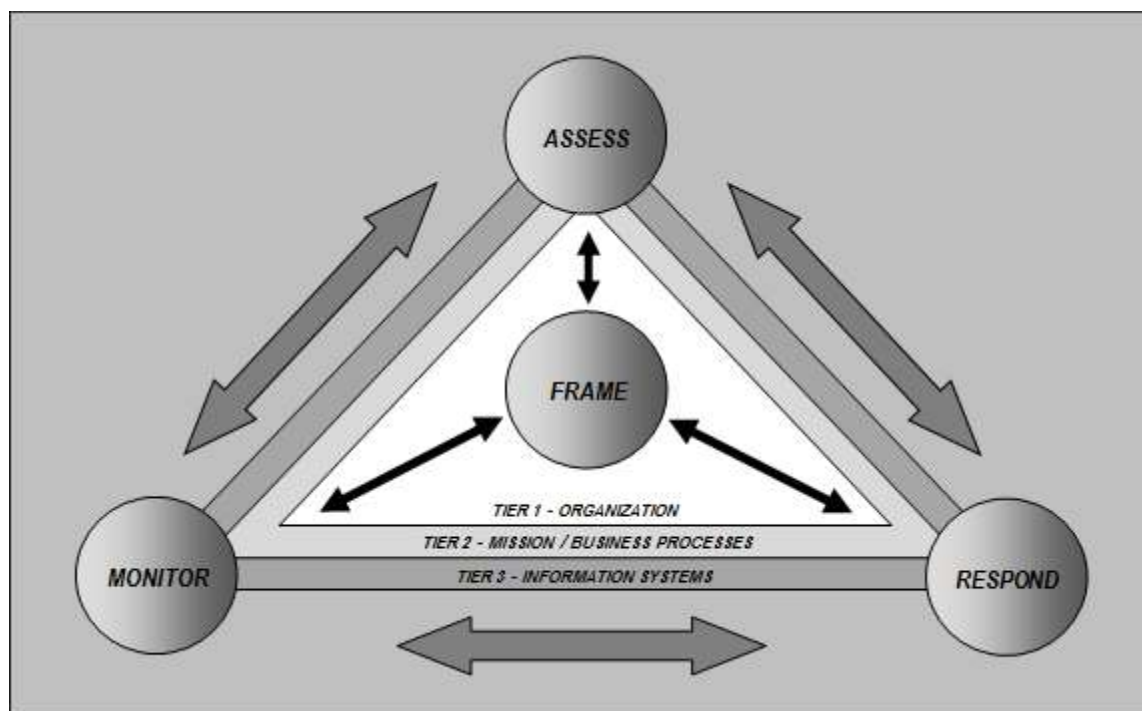 ASSESS
FRAME
TIER 1 - ORGANIZATION
TIER 2 - MISSION / BUSINESS PROCESSES
TIER 3 - INFORMATION SYSTEMS
MONITOR
RESPOND